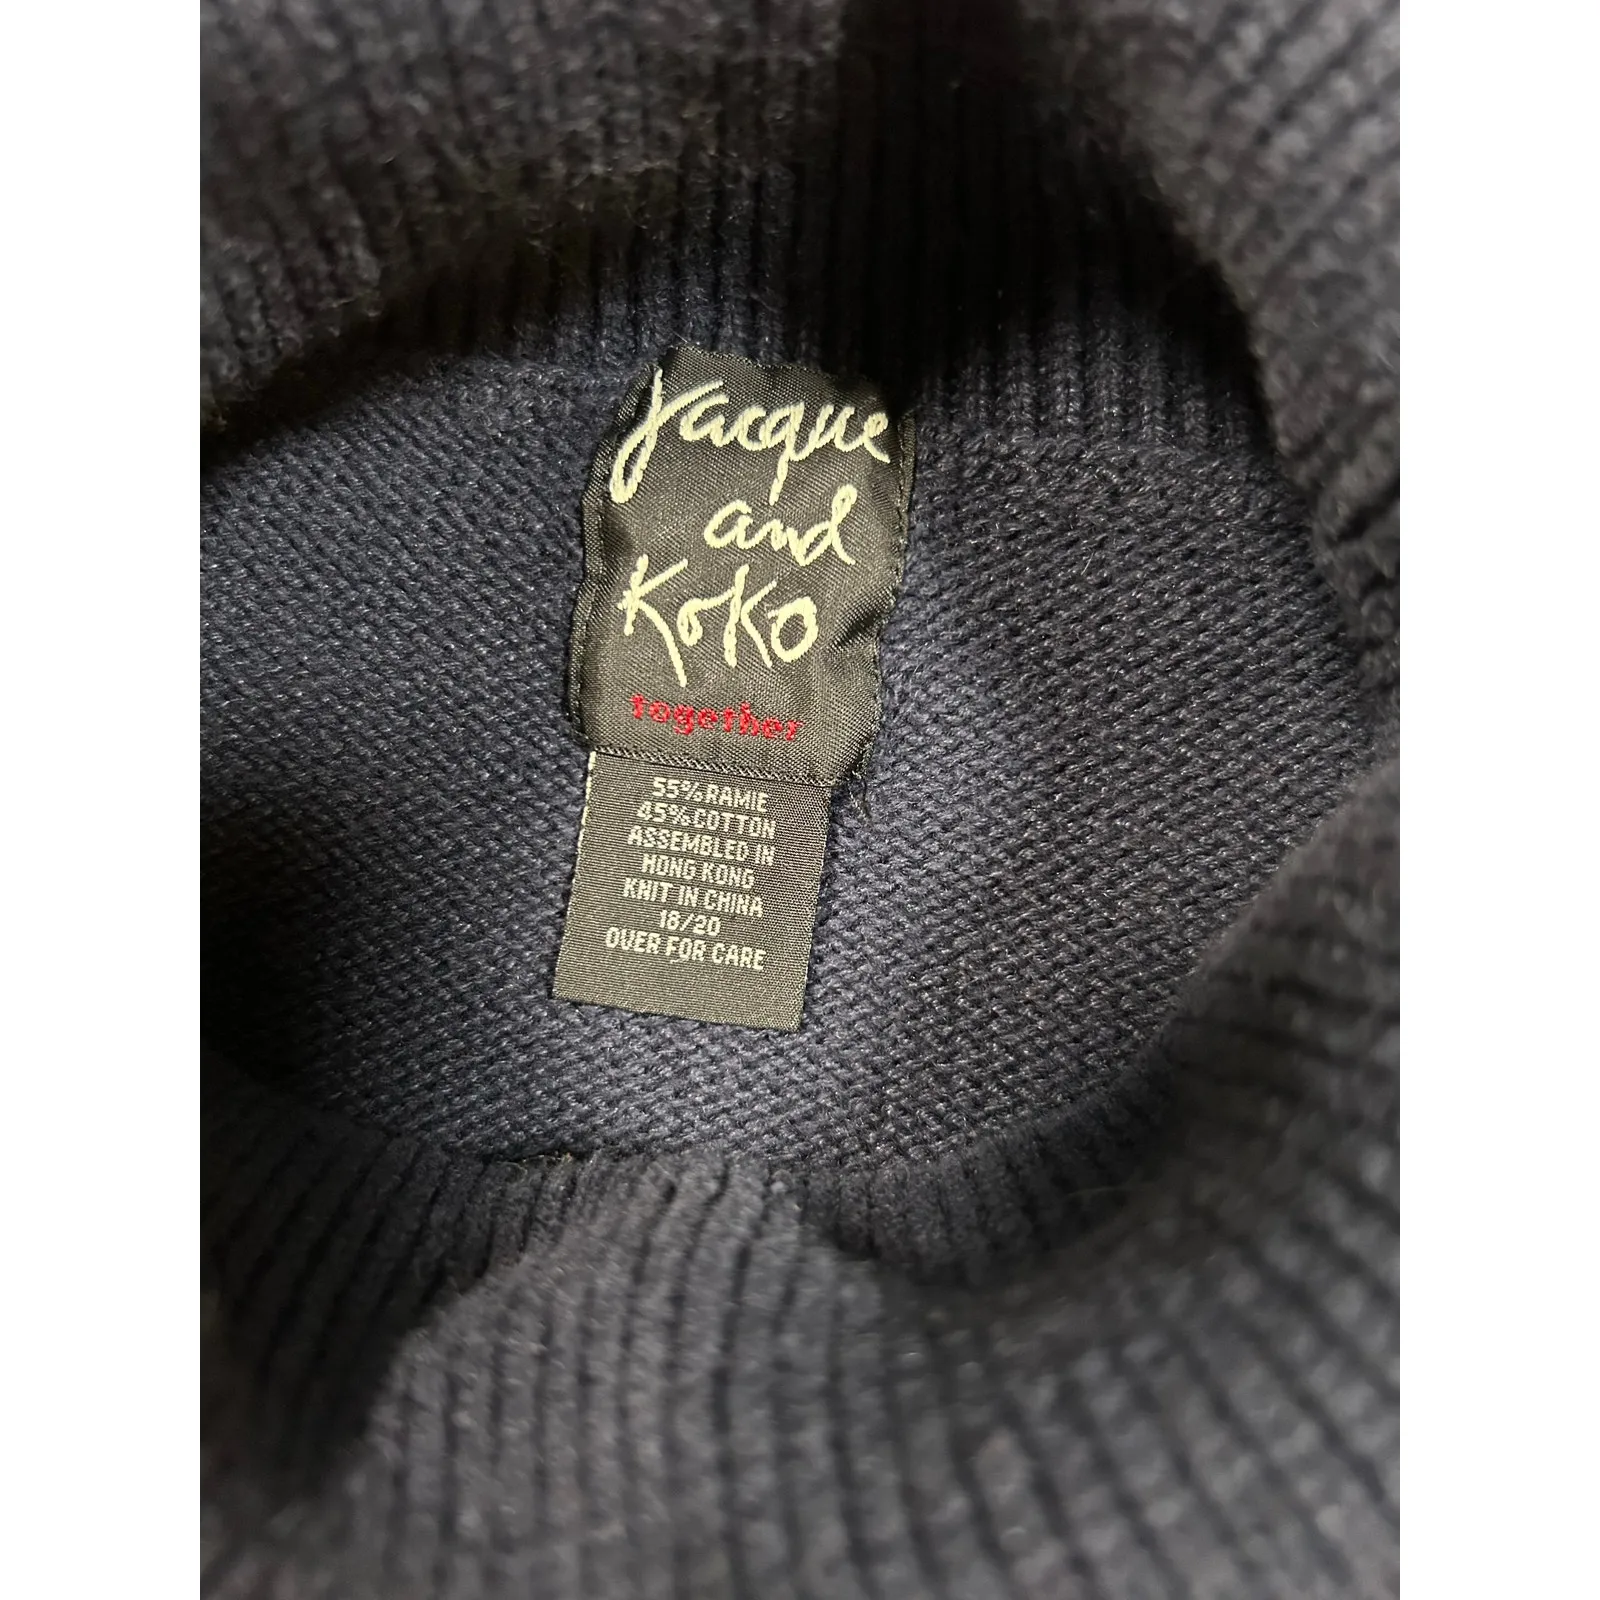 Jacque
and
KoKo
together
55% RAMIE
45% COTTON
ASSEMBLED IN
HONG KONG
KNIT IN CHINA
18/20
OVER FOR CARE